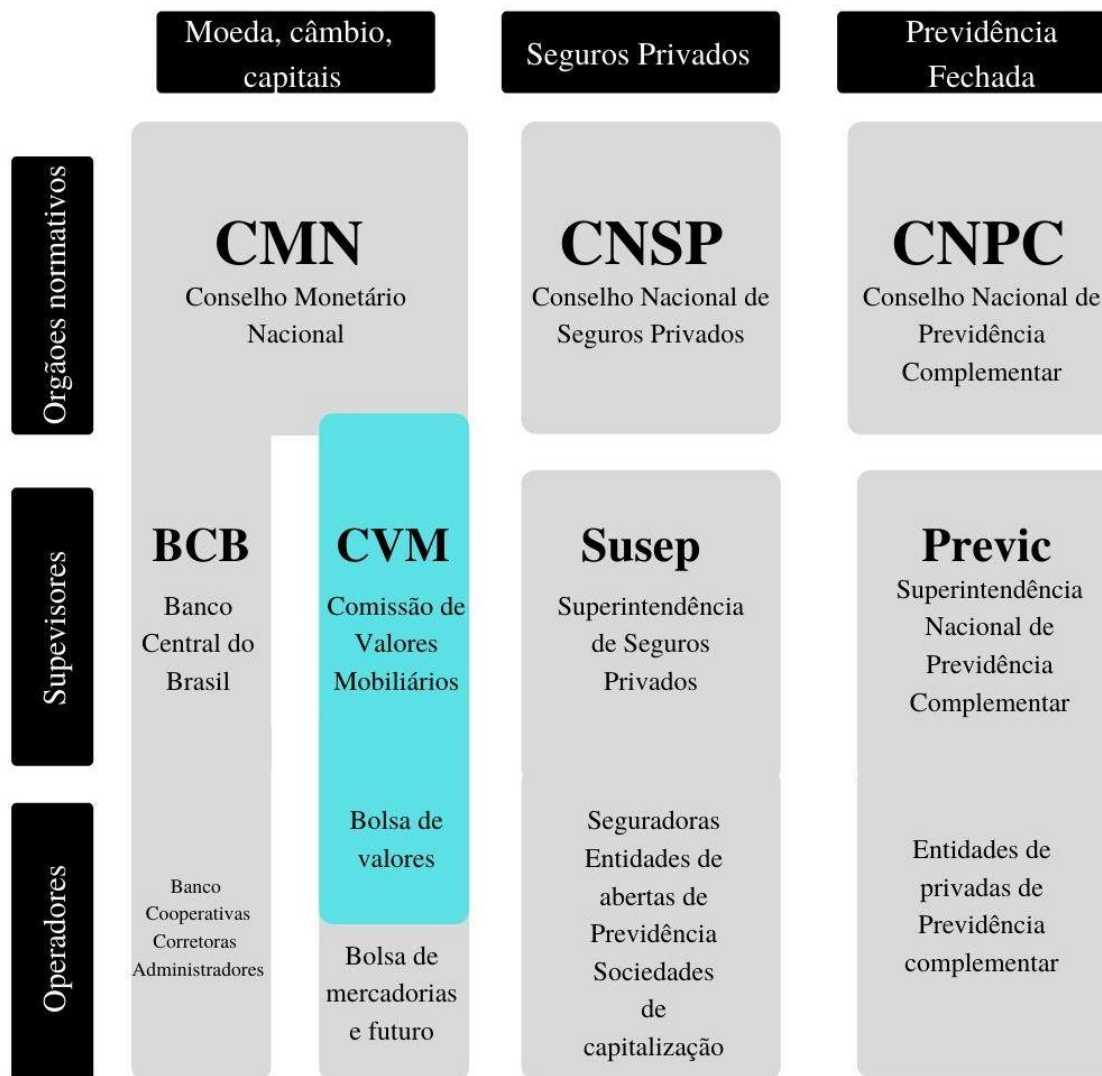 Moeda, câmbio,
capitais
Seguros Privados
Previdência
Fechada
Orgãoes normativos
CMN
Conselho Monetário
Nacional
CNSP
Conselho Nacional de
Seguros Privados
CNPC
Conselho Nacional de
Previdência
Complementar
Supevisores
BCB
Banco
Central do
Brasil
CVM
Comissão de
Valores
Mobiliários
Susep
Superintendência
de Seguros
Privados
Previc
Superintendência
Nacional de
Previdência
Complementar
Operadores
Banco
Cooperativas
Corretoras
Administradores
Bolsa de
valores
Bolsa de
mercadorias
e futuro
Seguradoras
Entidades de
abertas de
Previdência
Sociedades
de
capitalização
Entidades de
privadas de
Previdência
complementar